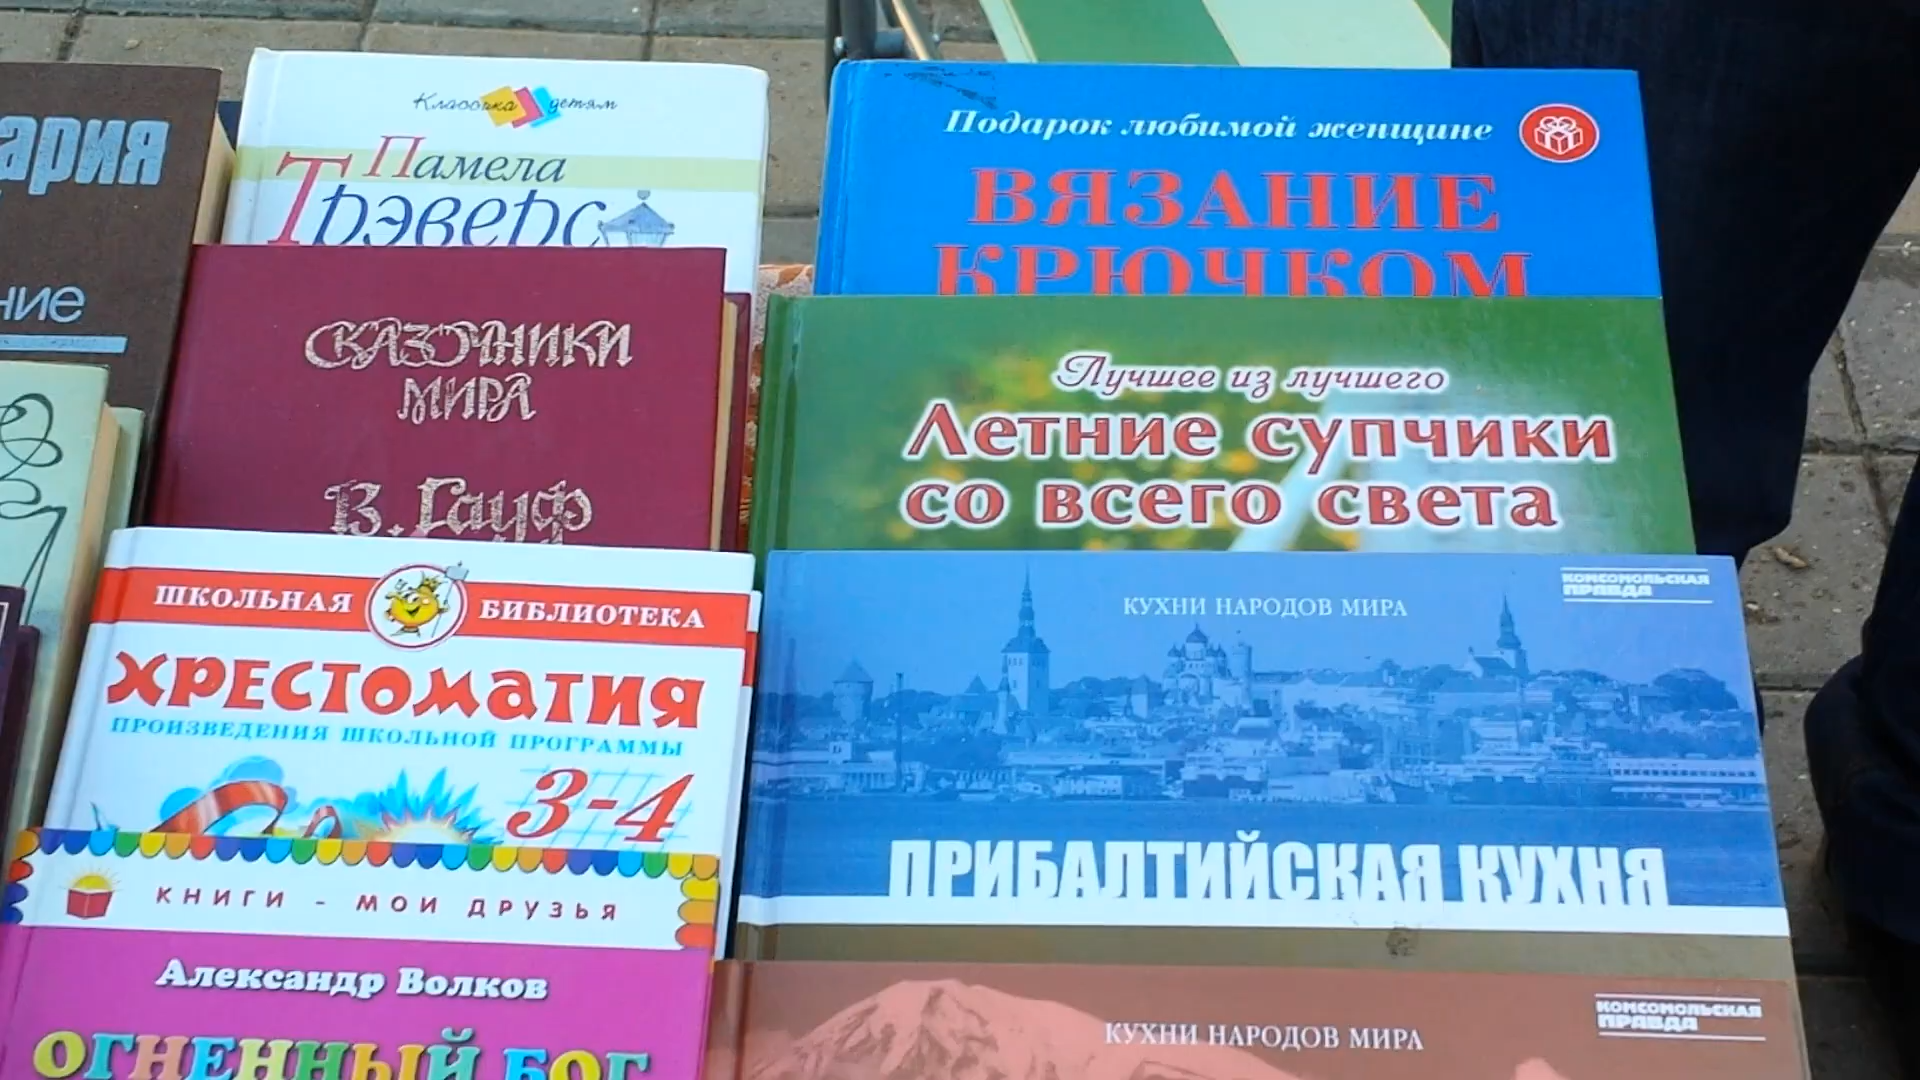 Классика детям
Памела
Трэверс
Сказочники
мира
В. Гауф
ШКОЛЬНАЯ БИБЛИОТЕКА
ХРЕСТОМАТИЯ
ПРОИЗВЕДЕНИЯ ШКОЛЬНОЙ ПРОГРАММЫ
3-4
КНИГИ - МОИ ДРУЗЬЯ
Александр Волков
ОГНЕННЫЙ БОГ
Подарок любимой женщине
ВЯЗАНИЕ
КРЮЧКОМ
Лучшее из лучшего
Летние супчики
со всего света
КОМСОМОЛЬСКАЯ
ПРАВДА
КУХНИ НАРОДОВ МИРА
ПРИБАЛТИЙСКАЯ КУХНЯ
КОМСОМОЛЬСКАЯ
ПРАВДА
КУХНИ НАРОДОВ МИРА